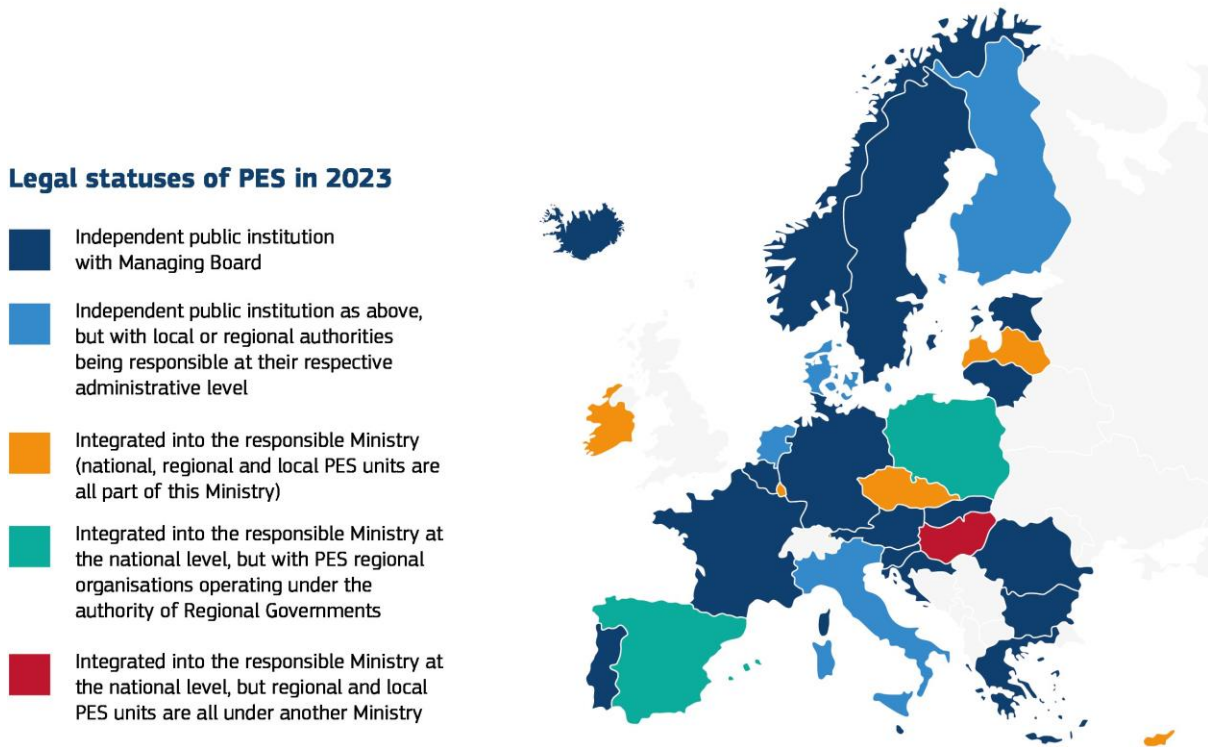 Legal statuses of PES in 2023
Independent public institution
with Managing Board
Independent public institution as above,
but with local or regional authorities
being responsible at their respective
administrative level
Integrated into the responsible Ministry
(national, regional and local PES units are
all part of this Ministry)
Integrated into the responsible Ministry at
the national level, but with PES regional
organisations operating under the
authority of Regional Governments
Integrated into the responsible Ministry at
the national level, but regional and local
PES units are all under another Ministry